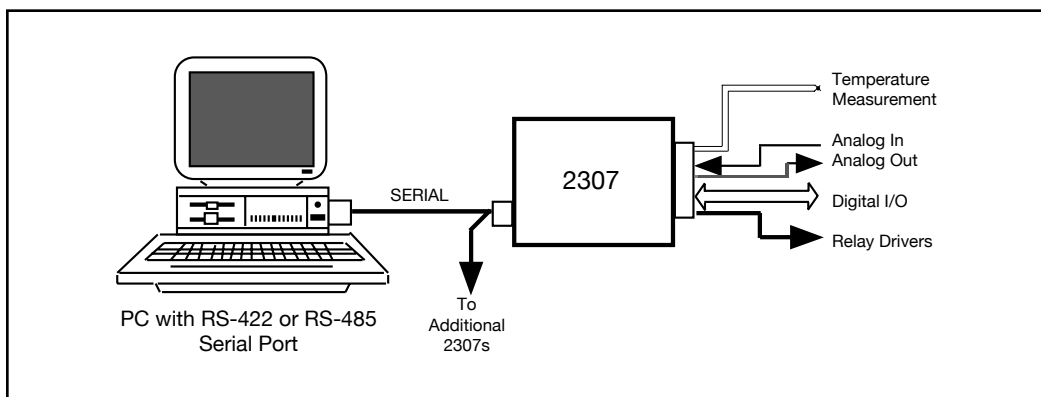 Temperature
Measurement
Analog In
Analog Out
2307
Digital I/O
SERIAL
Relay Drivers
To
Additional
2307s
PC with RS-422 or RS-485
Serial Port